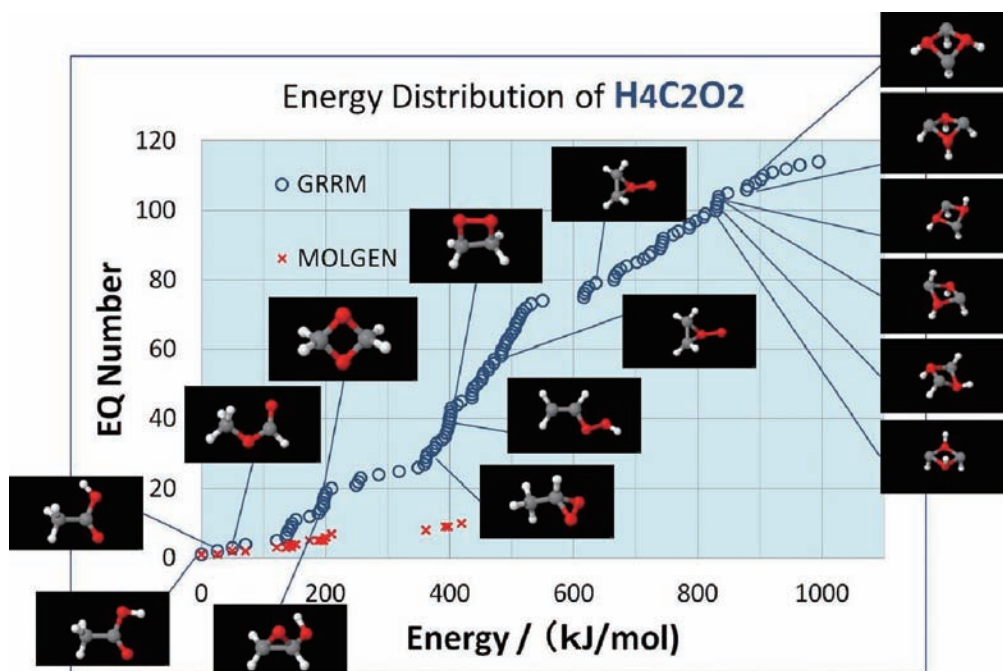 Energy Distribution of H4C2O2
120
GRRM
100
MOLGEN
80
EQ Number
60
40
20
0
0 200 400 600 800 1000
Energy / (kJ/mol)